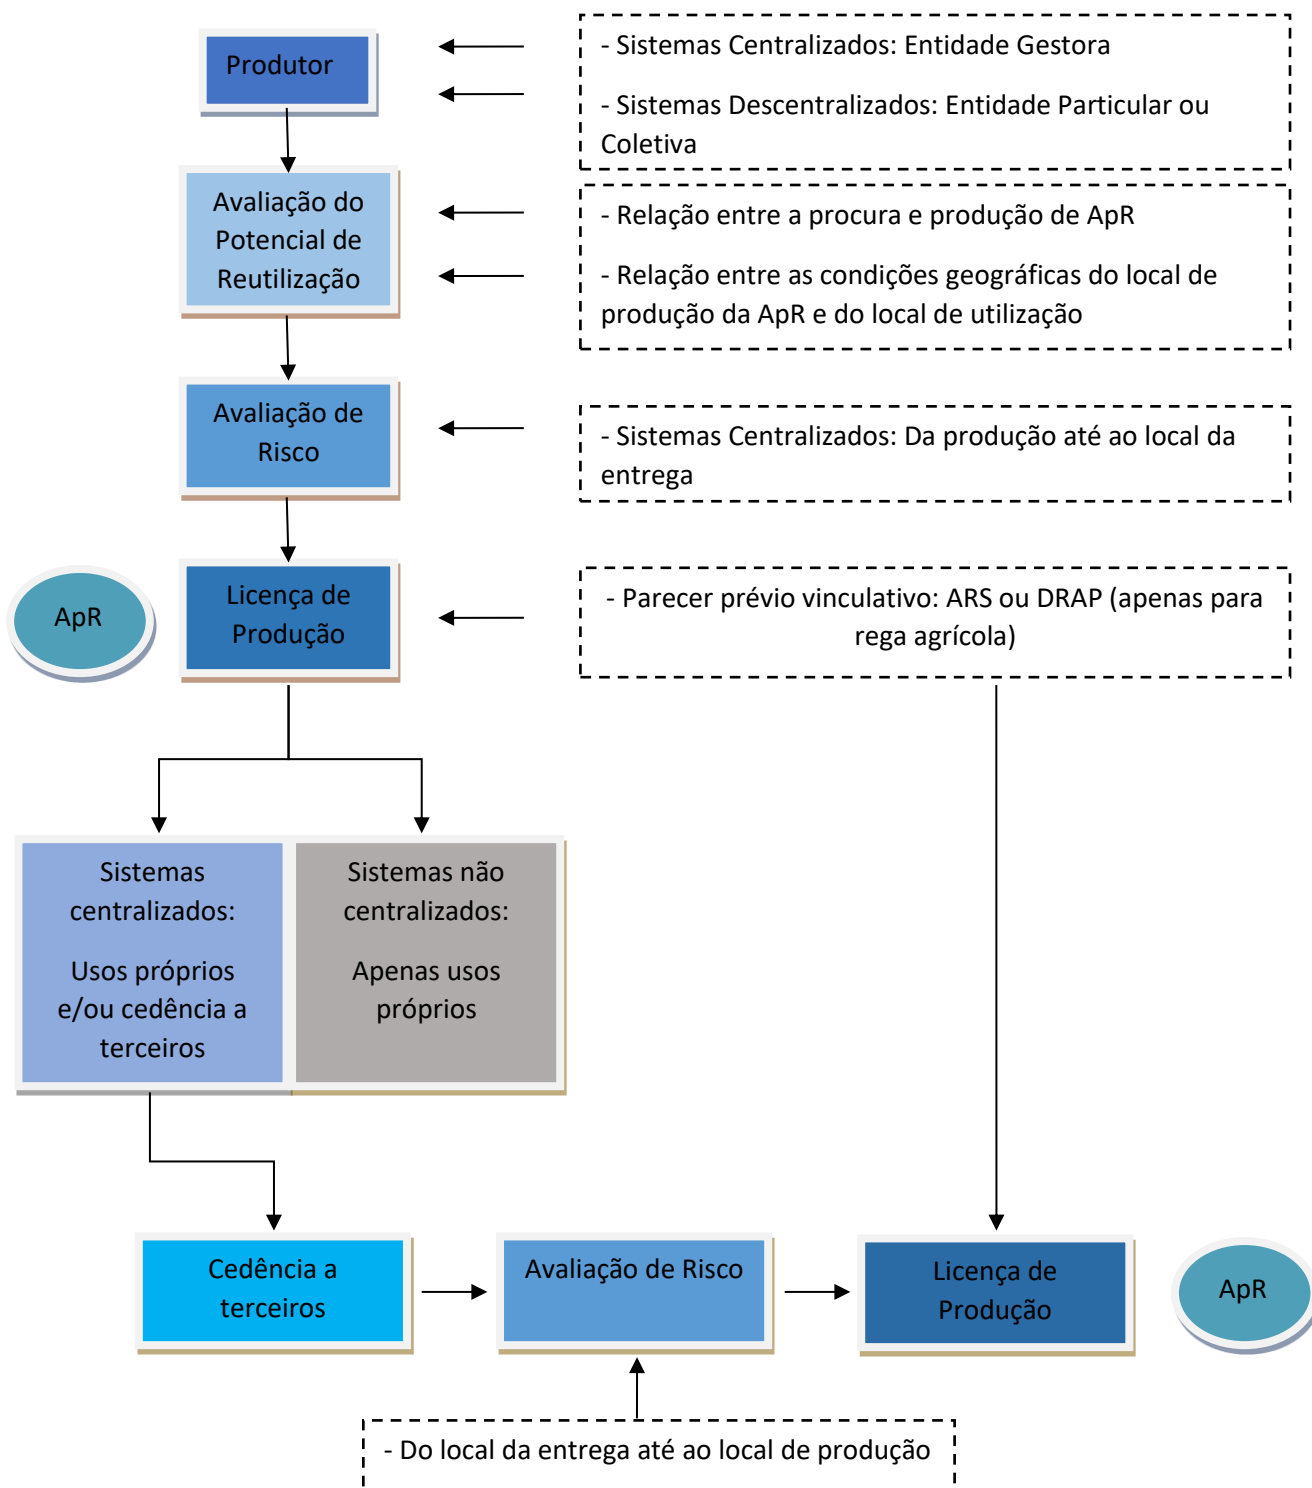 Produtor
- Sistemas Centralizados: Entidade Gestora
- Sistemas Descentralizados: Entidade Particular ou
Coletiva
Avaliação do
Potencial de
Reutilização
- Relação entre a procura e produção de ApR
- Relação entre as condições geográficas do local de
produção da ApR e do local de utilização
Avaliação de
Risco
- Sistemas Centralizados: Da produção até ao local da
entrega
ApR
Licença de
Produção
- Parecer prévio vinculativo: ARS ou DRAP (apenas para
rega agrícola)
Sistemas
centralizados:
Usos próprios
e/ou cedência a
terceiros
Sistemas não
centralizados:
Apenas usos
próprios
Cedência a
terceiros
Avaliação de Risco
Licença de
Produção
ApR
- Do local da entrega até ao local de produção